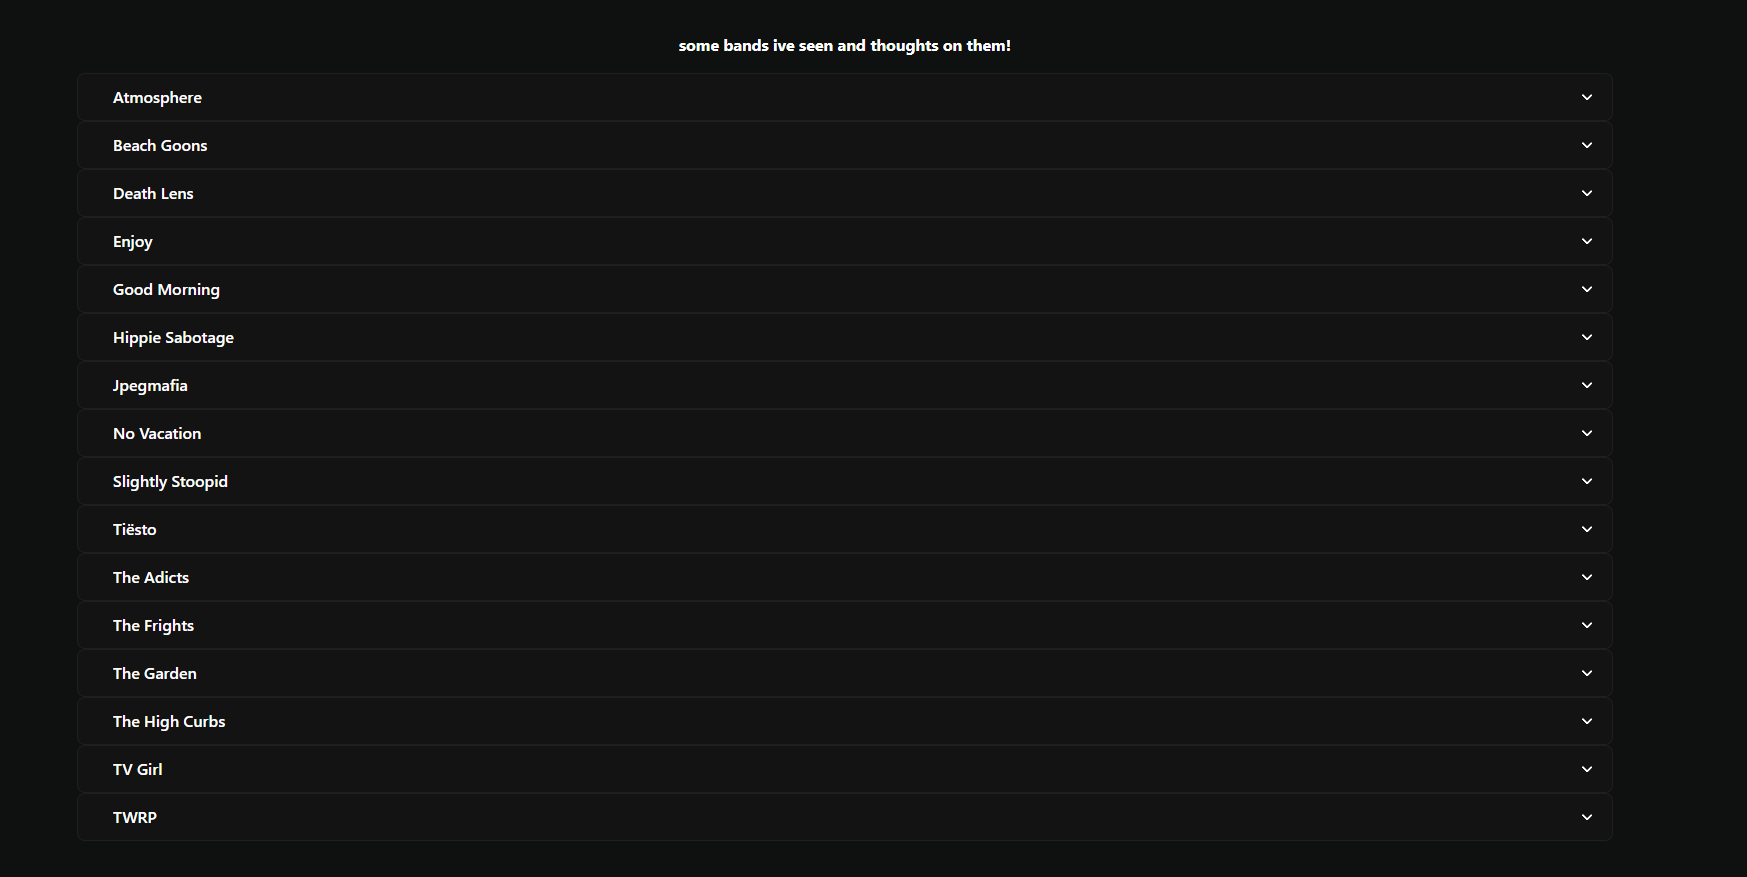 some bands ive seen and thoughts on them!
Atmosphere
Beach Goons
Death Lens
Enjoy
Good Morning
Hippie Sabotage
Jpegmafia
No Vacation
Slightly Stoopid
Tiësto
The Adicts
The Frights
The Garden
The High Curbs
TV Girl
TWRP